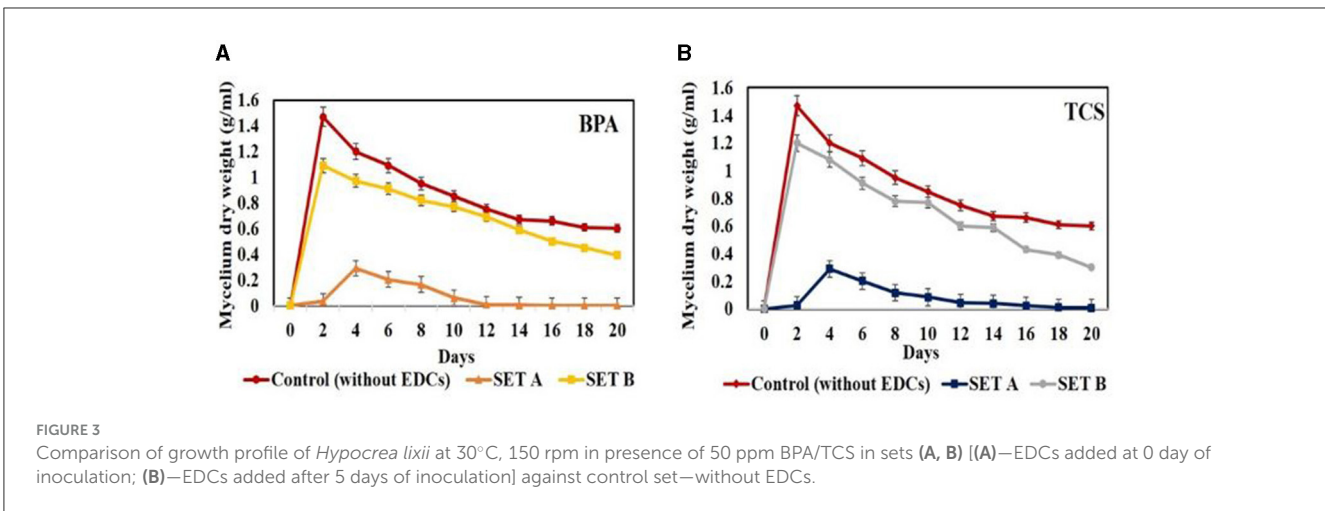 A
B
Mycelium dry weight (g/ml)
1.6
1.4
1.2
1
0.8
0.6
0.4
0.2
0
BPA
0 2 4 6 8 10 12 14 16 18 20
Days
Control (without EDCs) SET A SET B
Mycelium dry weight (g/ml)
1.6
1.4
1.2
1
0.8
0.6
0.4
0.2
0
TCS
0 2 4 6 8 10 12 14 16 18 20
Days
Control (without EDCs) SET A SET B
FIGURE 3
Comparison of growth profile of Hypocrea lixii at 30°C, 150 rpm in presence of 50 ppm BPA/TCS in sets (A, B) [(A)—EDCs added at 0 day of
inoculation; (B)—EDCs added after 5 days of inoculation] against control set—without EDCs.